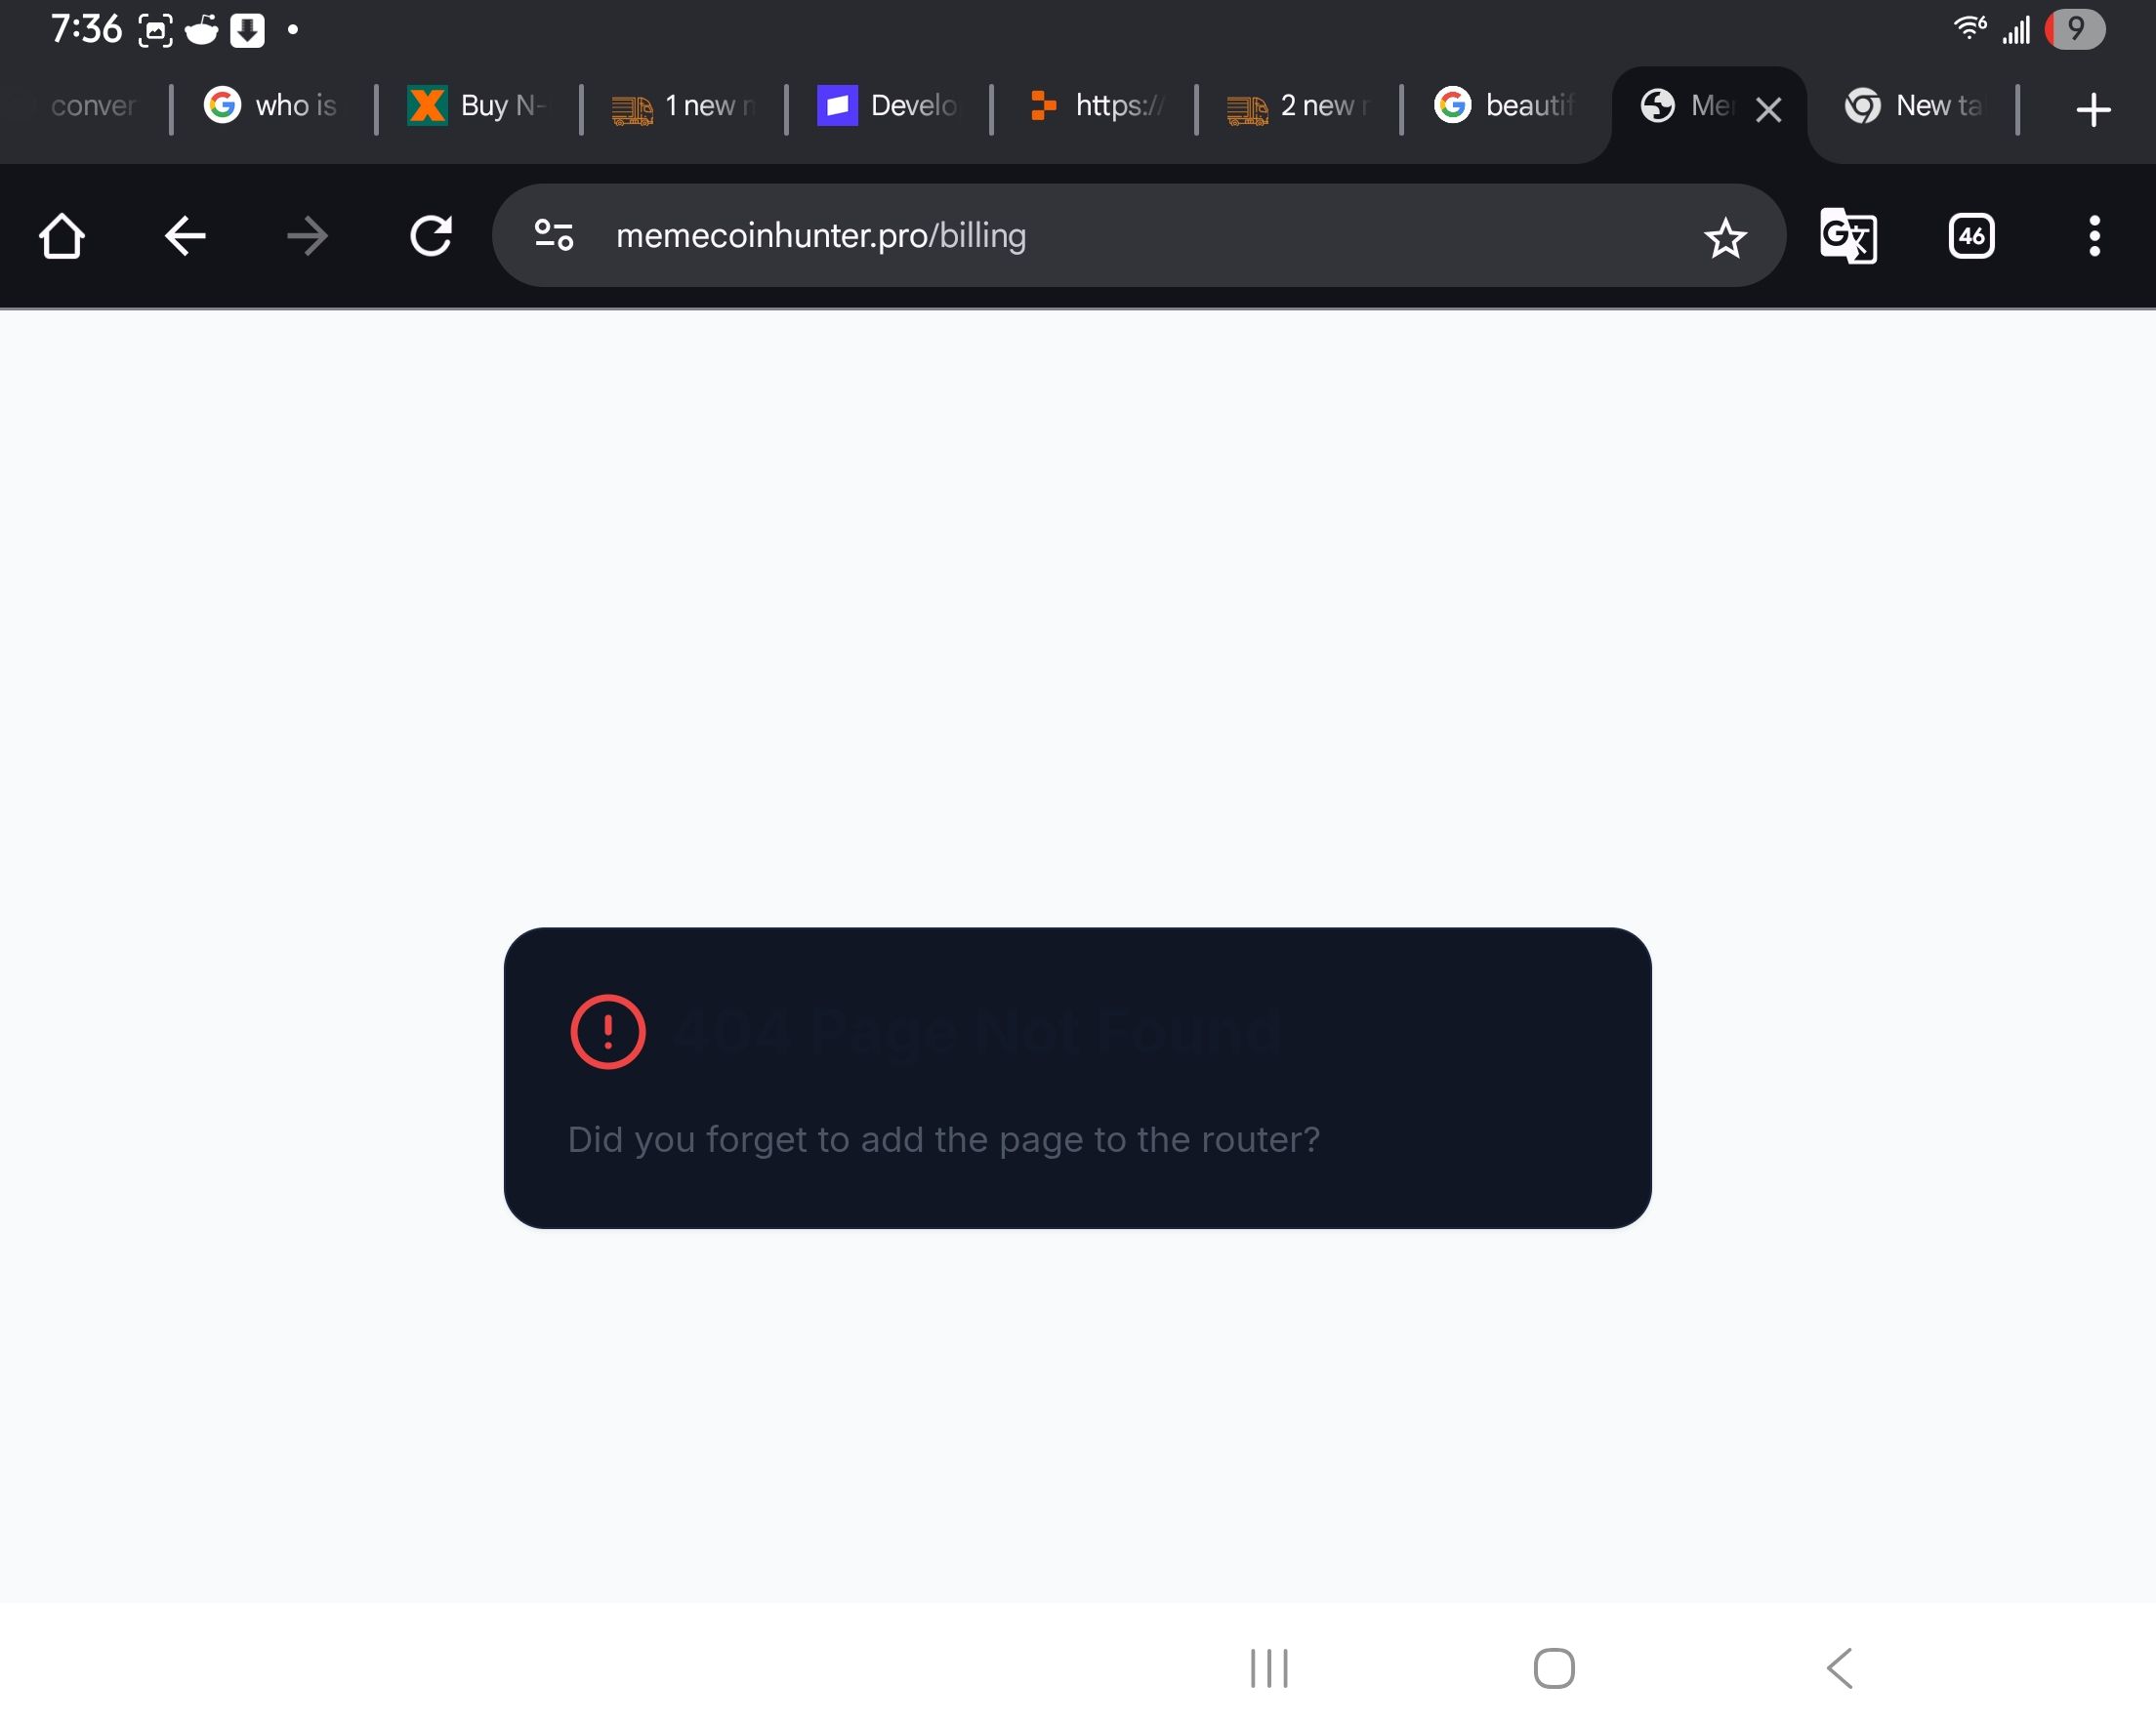 7:36
9
conver
who is
Buy N-
1 new r
Develo
https://
2 new r
beautif
Me
New ta
memecoinhunter.pro/billing
46
404 Page Not Found
Did you forget to add the page to the router?